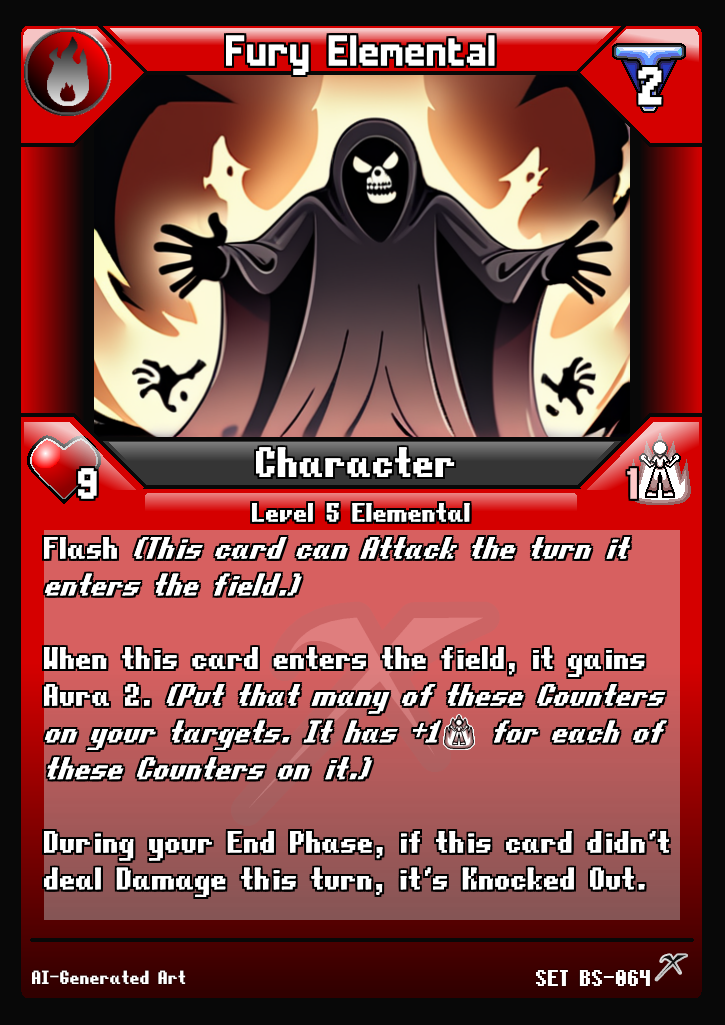 Fury Elemental
2
Character
9
1
Level 5 Elemental
Flash (This card can Attack the turn it
enters the field.)
When this card enters the field, it gains
Aura 2. (Put that many of these Counters
on your targets. It has +1 for each of
these Counters on it.)
During your End Phase, if this card didn't
deal Damage this turn, it's Knocked Out.
AI-Generated Art
SET BS-064